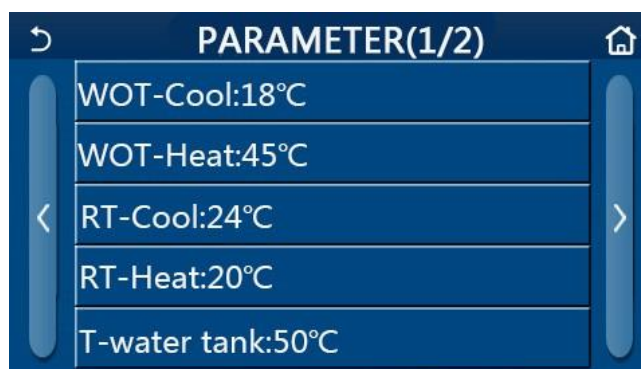 PARAMETER(1/2)
WOT-Cool:18℃
WOT-Heat:45℃
RT-Cool:24℃
RT-Heat:20℃
T-water tank:50℃